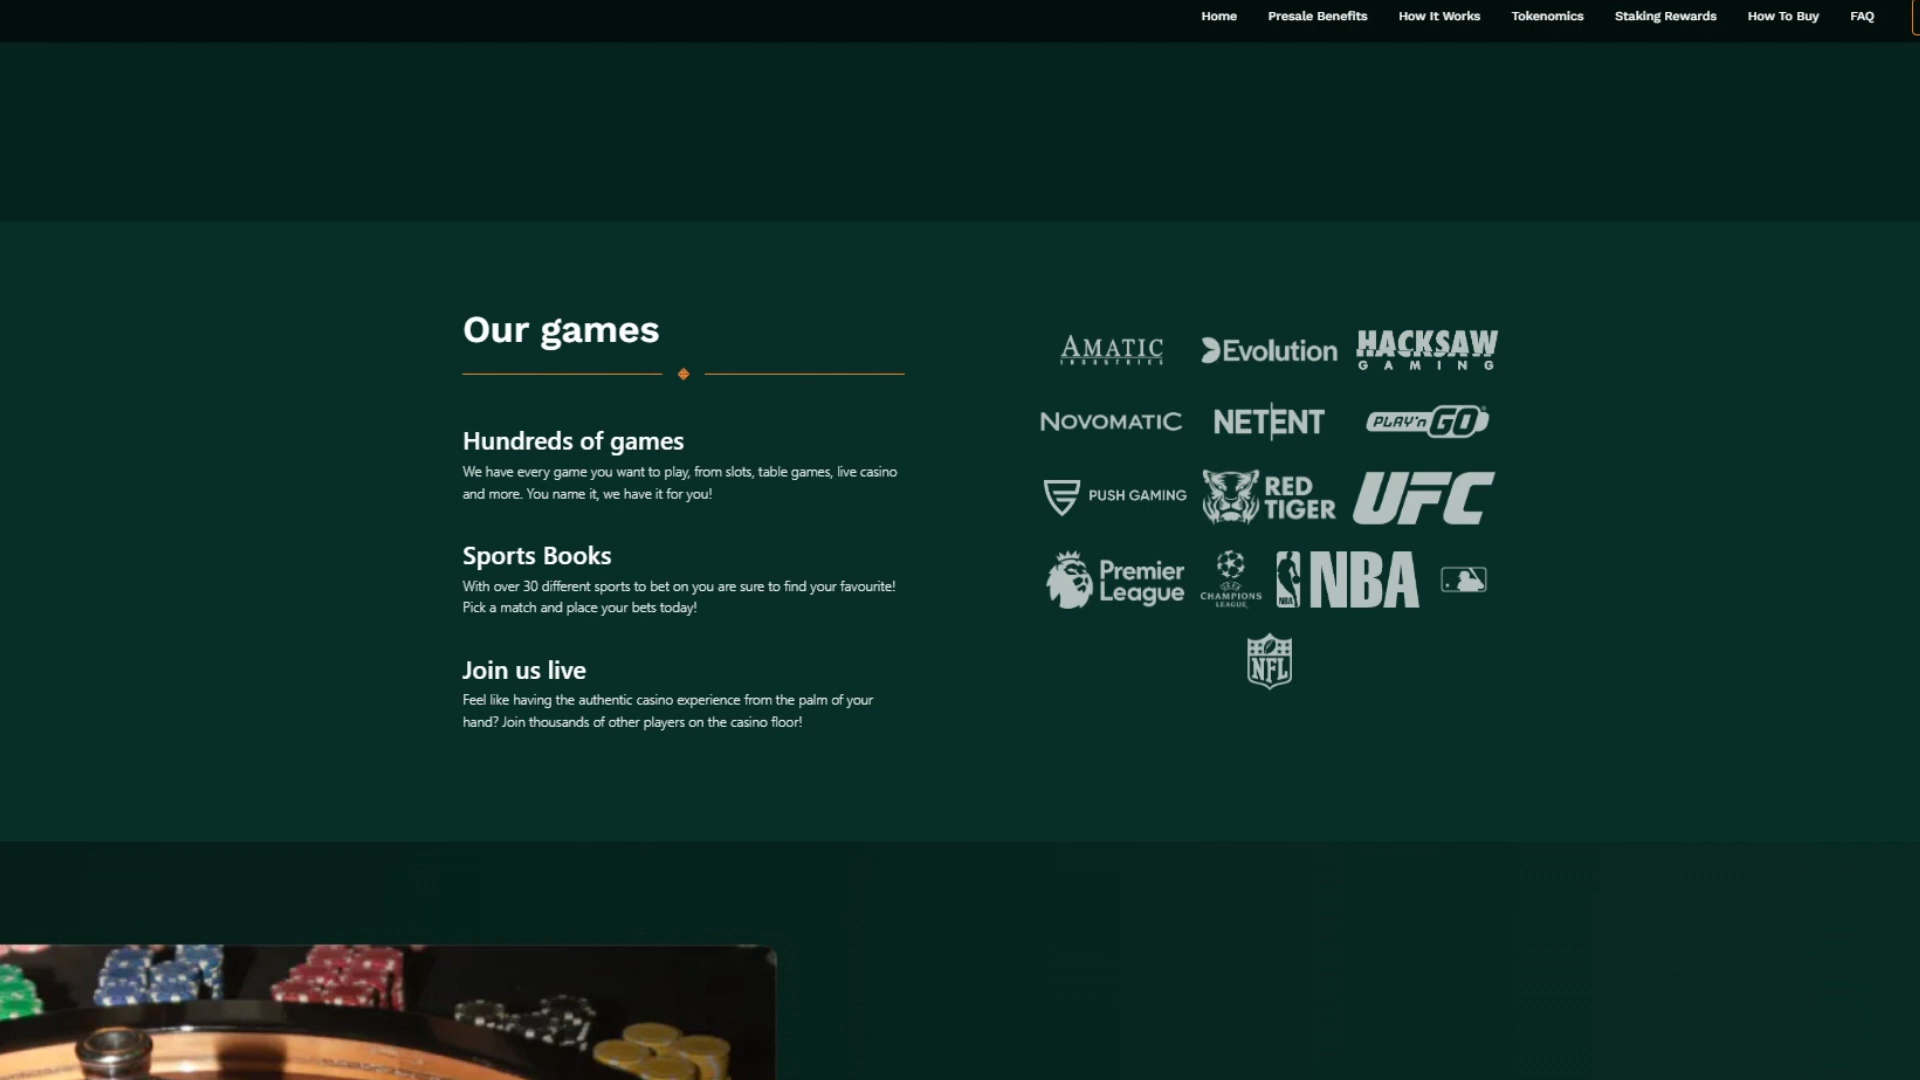 Home Presale Benefits How It Works Tokenomics Staking Rewards How To Buy FAQ
Our games
Hundreds of games
We have every game you want to play, from slots, table games, live casino
and more. You name it, we have it for you!
Sports Books
With over 30 different sports to bet on you are sure to find your favourite!
Pick a match and place your bets today!
Join us live
Feel like having the authentic casino experience from the palm of your
hand? Join thousands of other players on the casino floor!
AMATIC
INDUSTRIES
Evolution
HACKSAW
GAMING
NOVOMATIC
NETENT
PLAY'n GO
PUSH GAMING
RED
TIGER
UFC
Premier
League
UEFA
CHAMPIONS
LEAGUE
NBA
NBA
NFL